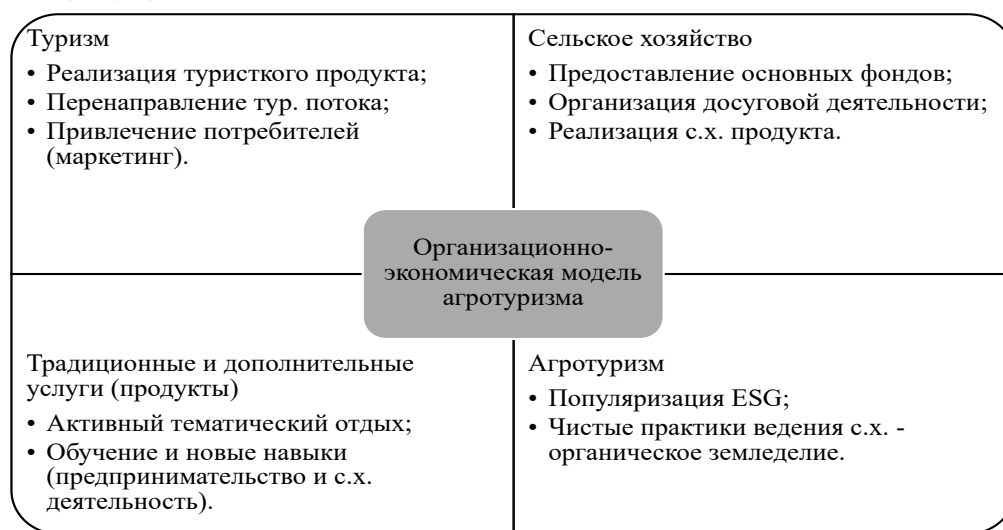 Туризм
• Реализация туристкого продукта;
• Перенаправление тур. потока;
• Привлечение потребителей
(маркетинг).
Сельское хозяйство
• Предоставление основных фондов;
• Организация досуговой деятельности;
• Реализация с.х. продукта.
Организационно-
экономическая модель
агротуризма
Традиционные и дополнительные
услуги (продукты)
• Активный тематический отдых;
• Обучение и новые навыки
(предпринимательство и с.х.
деятельность).
Агротуризм
• Популяризация ESG;
• Чистые практики ведения с.х. -
органическое земледелие.